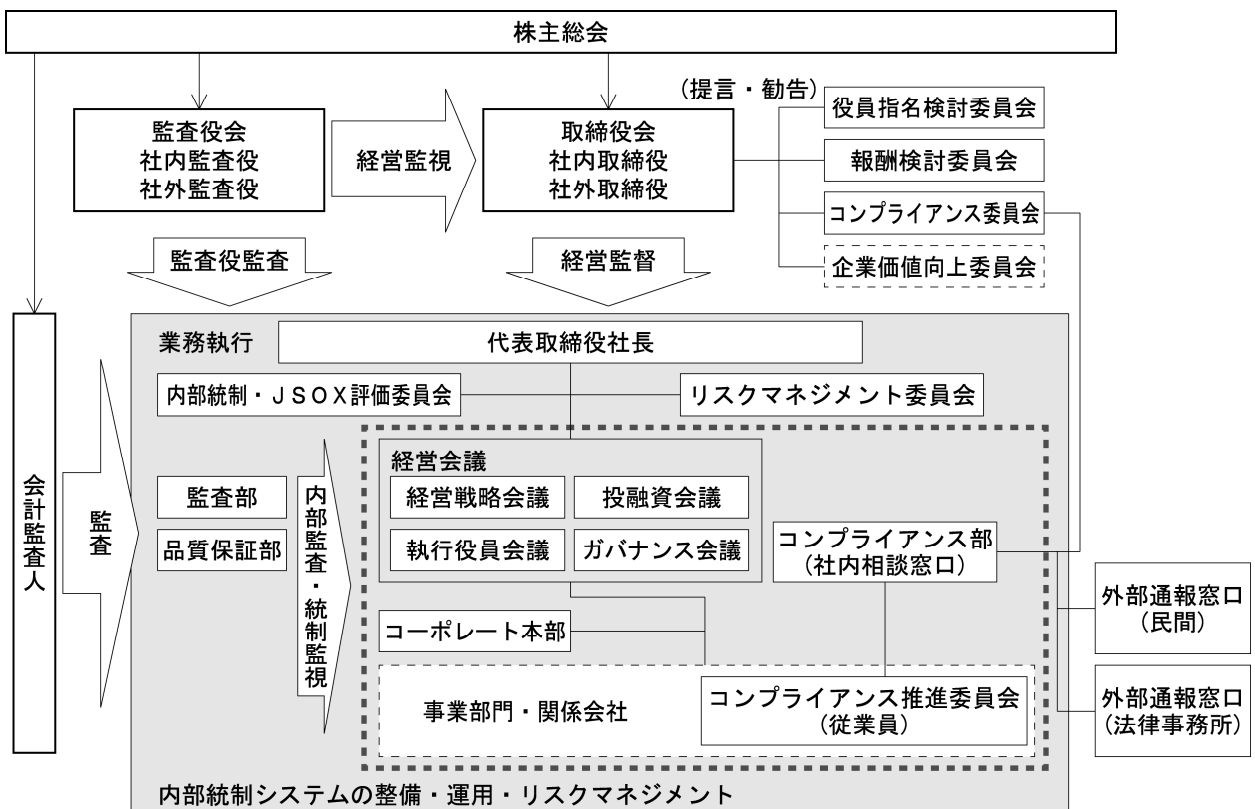 株主総会
監査役会
社内監査役
社外監査役
経営監視
取締役会
社内取締役
社外取締役
(提言・勧告)
役員指名検討委員会
報酬検討委員会
コンプライアンス委員会
企業価値向上委員会
監査役監査
経営監督
会計監査人
監査
業務執行
代表取締役社長
内部統制・JSOX評価委員会
リスクマネジメント委員会
監査部
品質保証部
内部監査・統制監視
経営会議
経営戦略会議
投融資会議
執行役員会議
ガバナンス会議
コンプライアンス部
(社内相談窓口)
コーポレート本部
事業部門・関係会社
コンプライアンス推進委員会
(従業員)
外部通報窓口
(民間)
外部通報窓口
(法律事務所)
内部統制システムの整備・運用・リスクマネジメント